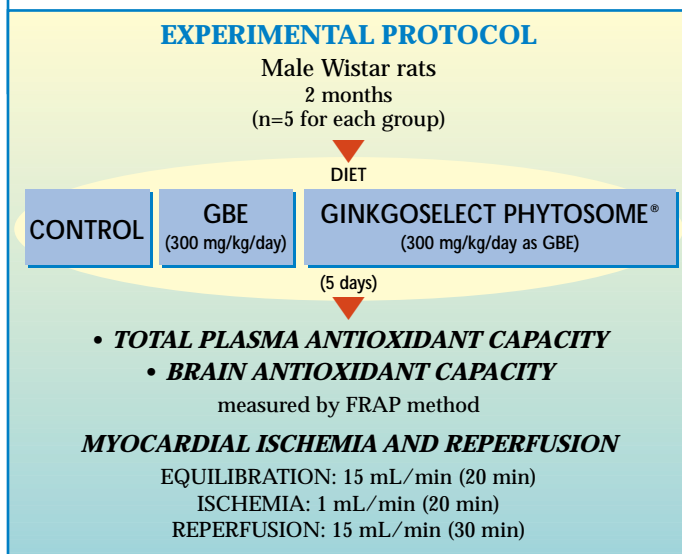 EXPERIMENTAL PROTOCOL
Male Wistar rats
2 months
(n=5 for each group)
DIET
CONTROL
GBE
(300 mg/kg/day)
GINKGOSELECT PHYTOSOME®
(300 mg/kg/day as GBE)
(5 days)
• TOTAL PLASMA ANTIOXIDANT CAPACITY
• BRAIN ANTIOXIDANT CAPACITY
measured by FRAP method
MYOCARDIAL ISCHEMIA AND REPERFUSION
EQUILIBRATION: 15 mL/min (20 min)
ISCHEMIA: 1 mL/min (20 min)
REPERFUSION: 15 mL/min (30 min)